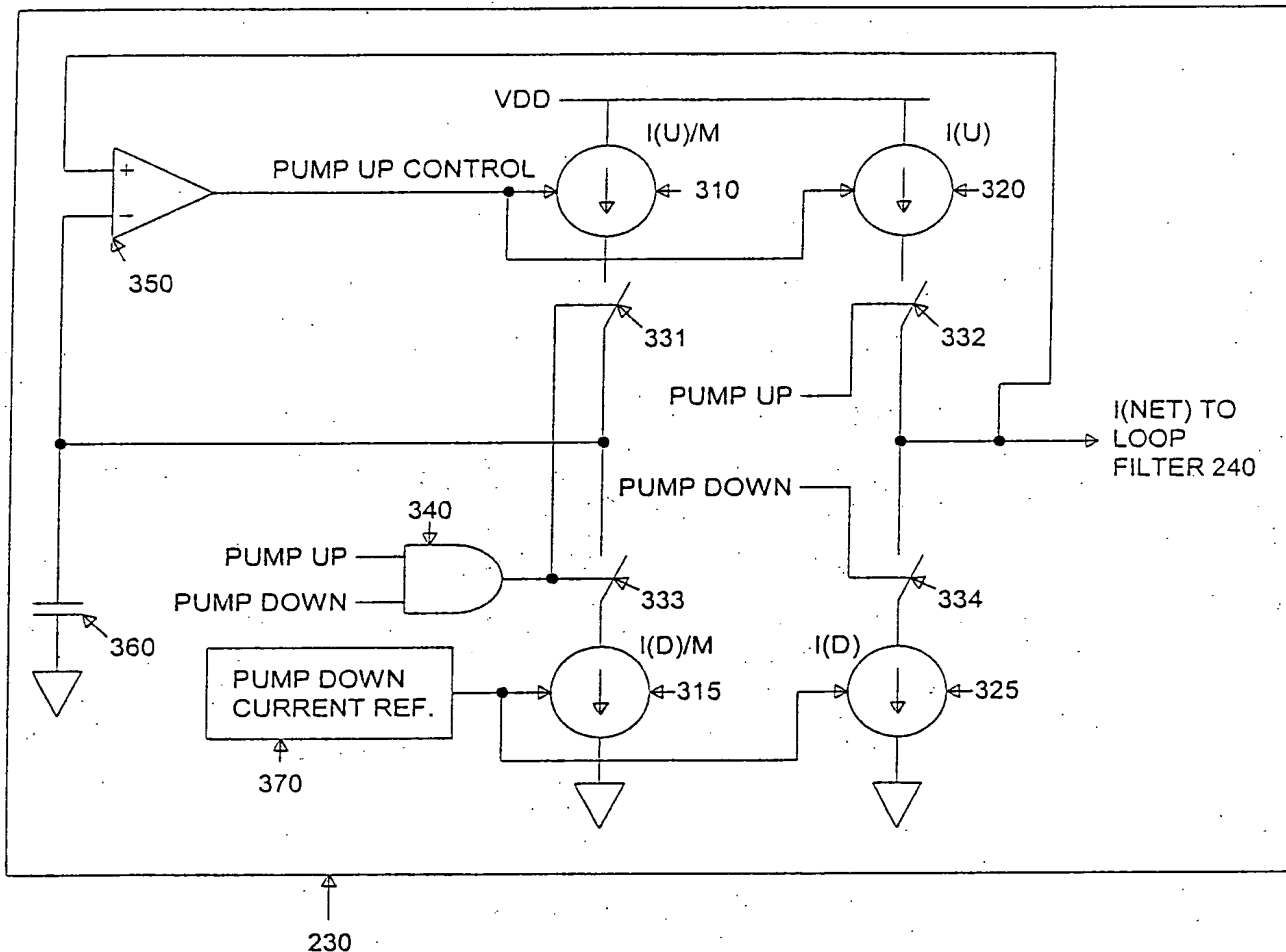 VDD
I(U)/M
I(U)
+
PUMP UP CONTROL
310
320
−
350
331
332
PUMP UP
I(NET) TO
LOOP
FILTER 240
PUMP DOWN
340
PUMP UP
PUMP DOWN
333
334
360
I(D)/M
I(D)
PUMP DOWN
CURRENT REF.
315
325
370
230